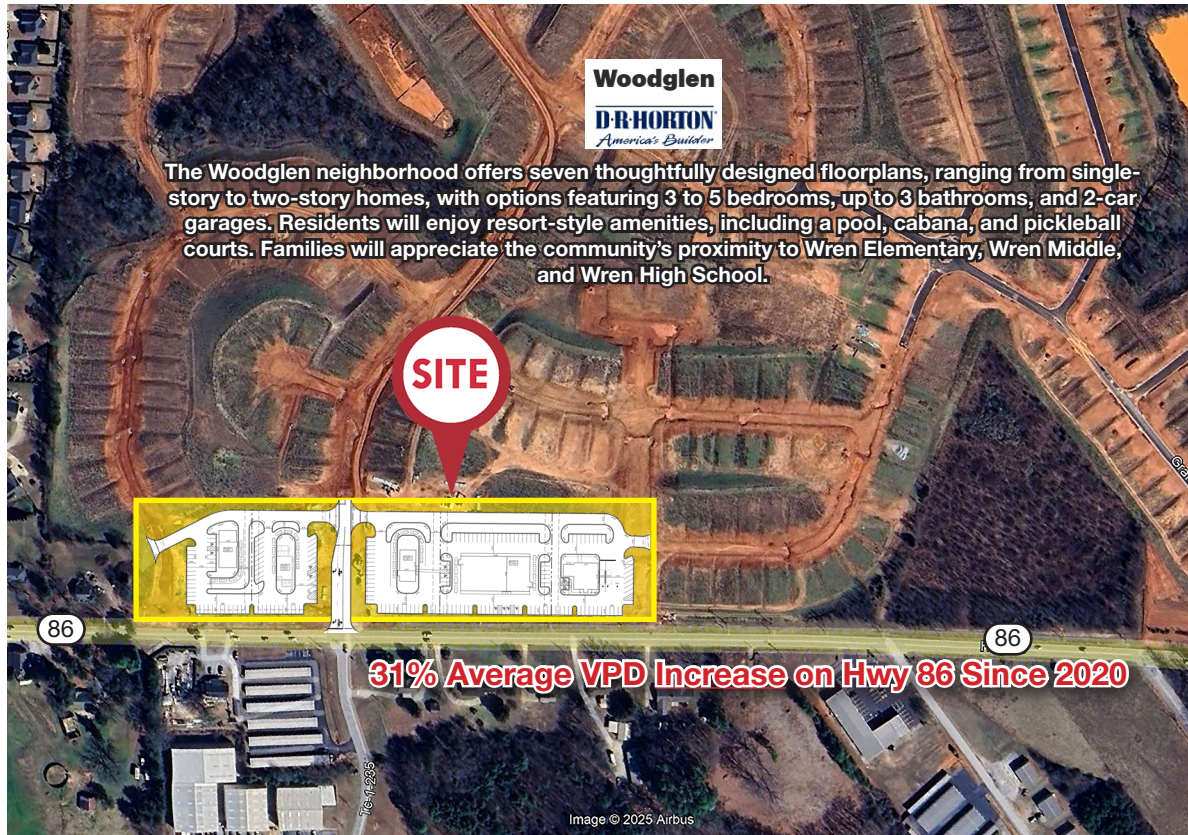 Woodglen
D·R·HORTON
America's Builder
The Woodglen neighborhood offers seven thoughtfully designed floorplans, ranging from single-
story to two-story homes, with options featuring 3 to 5 bedrooms, up to 3 bathrooms, and 2-car
garages. Residents will enjoy resort-style amenities, including a pool, cabana, and pickleball
courts. Families will appreciate the community's proximity to Wren Elementary, Wren Middle,
and Wren High School.
SITE
86
86
31% Average VPD Increase on Hwy 86 Since 2020
Image © 2025 Airbus